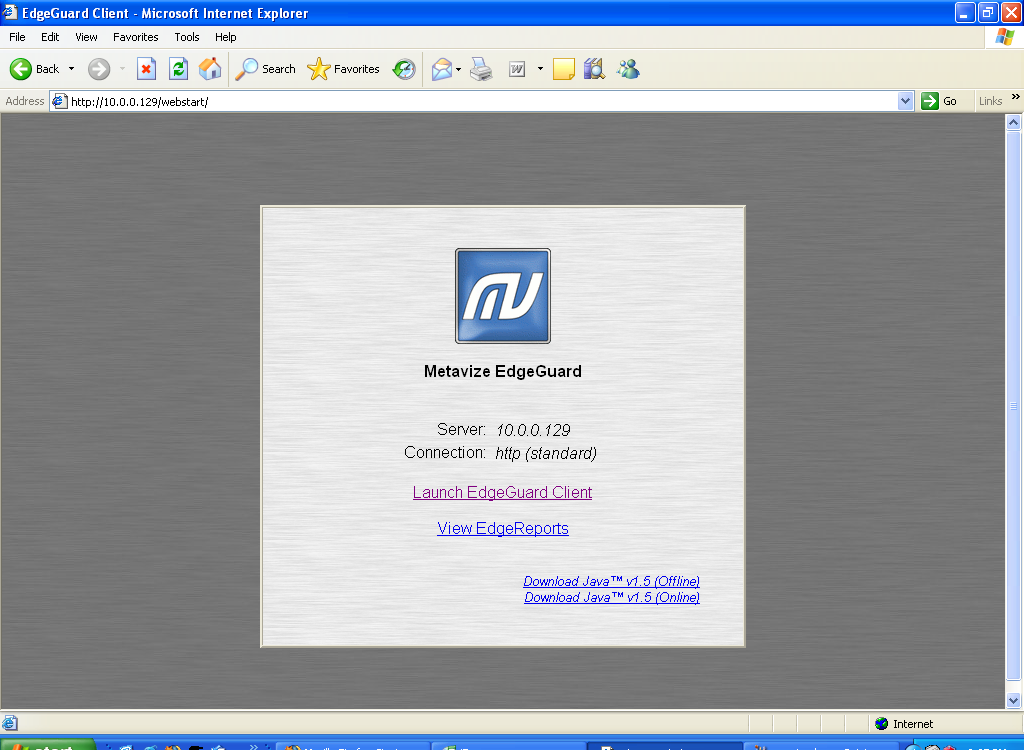 EdgeGuard Client - Microsoft Internet Explorer
File Edit View Favorites Tools Help
Back Search Favorites
Address http://10.0.0.129/webstart/ Go Links »
Metavize EdgeGuard
Server: 10.0.0.129
Connection: http (standard)
Launch EdgeGuard Client
View EdgeReports
Download Java™ v1.5 (Offline)
Download Java™ v1.5 (Online)
Internet
start